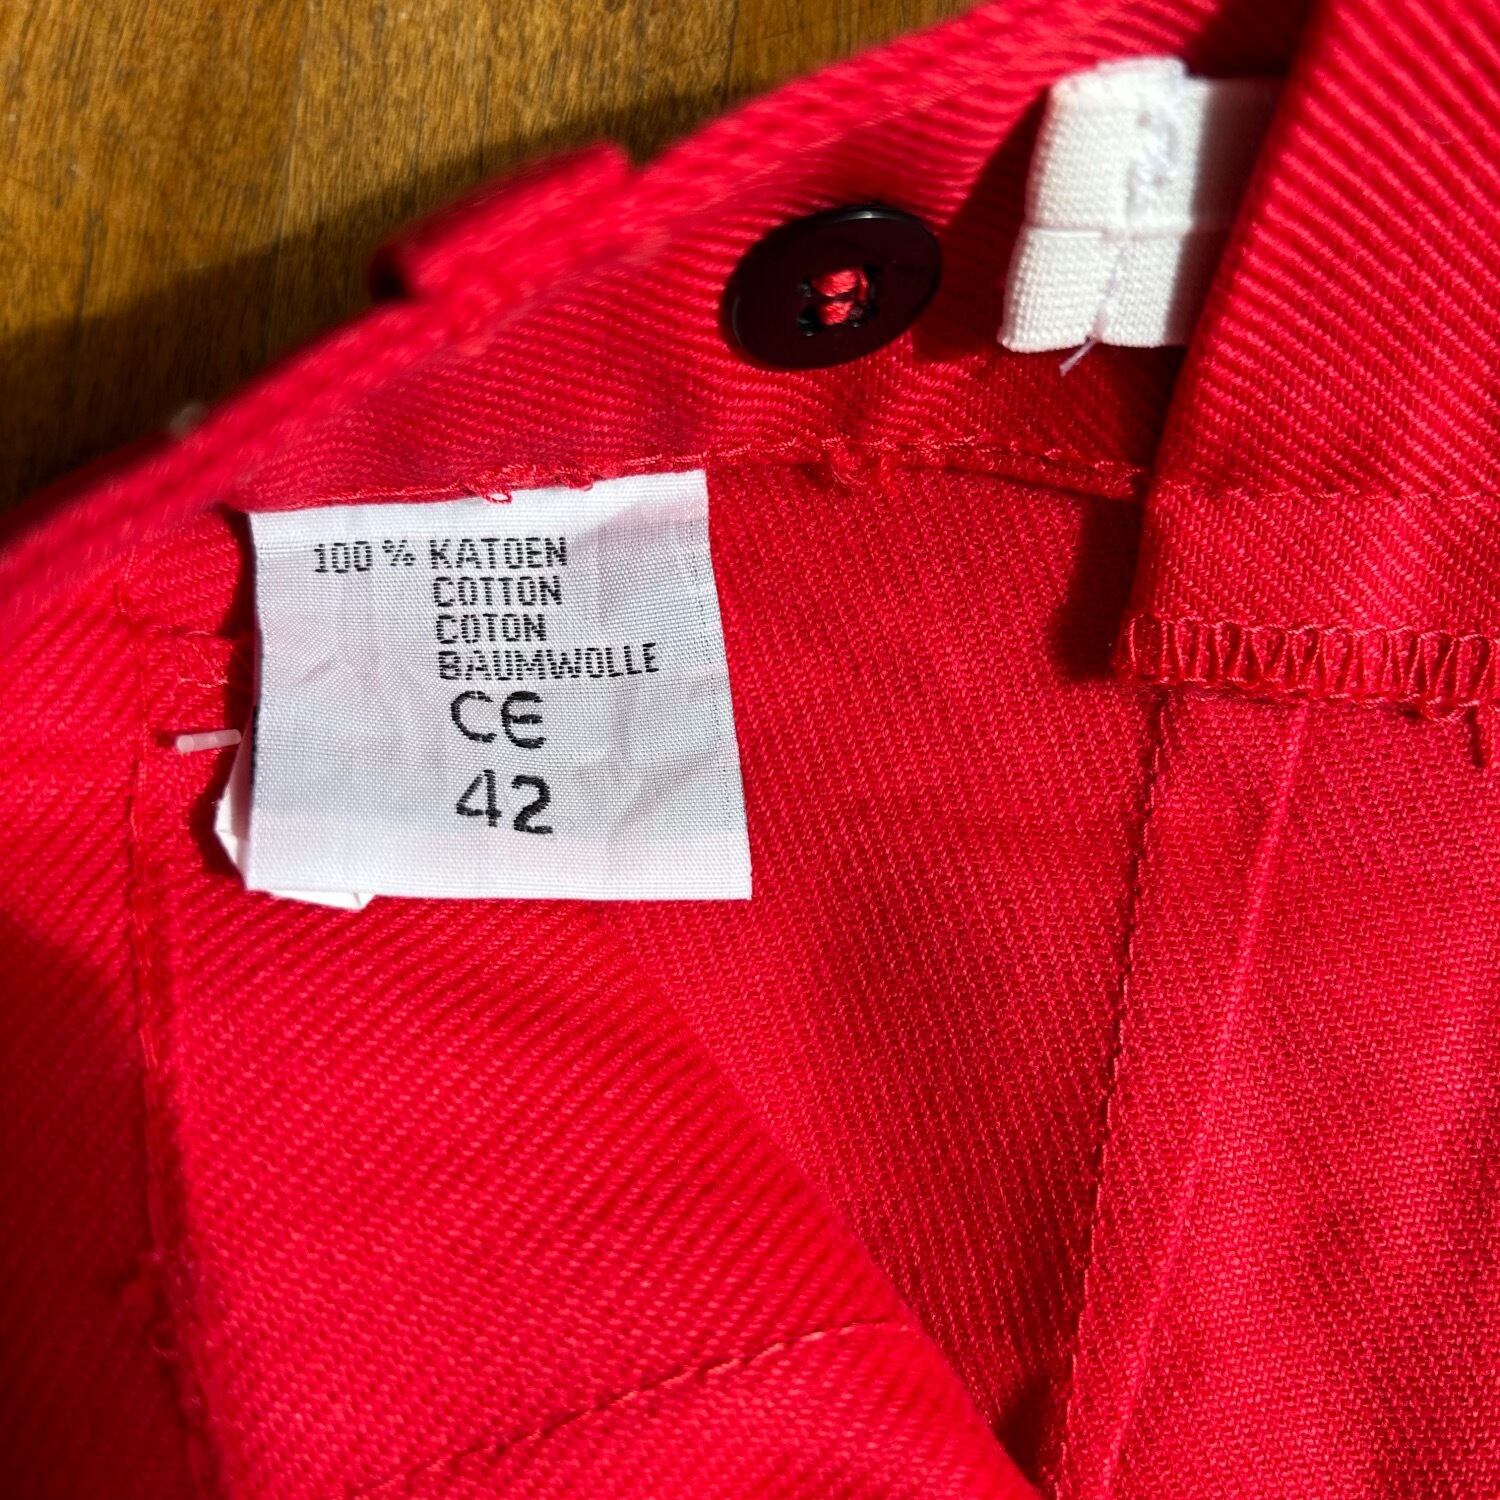 100 % KATOEN
COTTON
COTON
BAUMWOLLE
CE
42